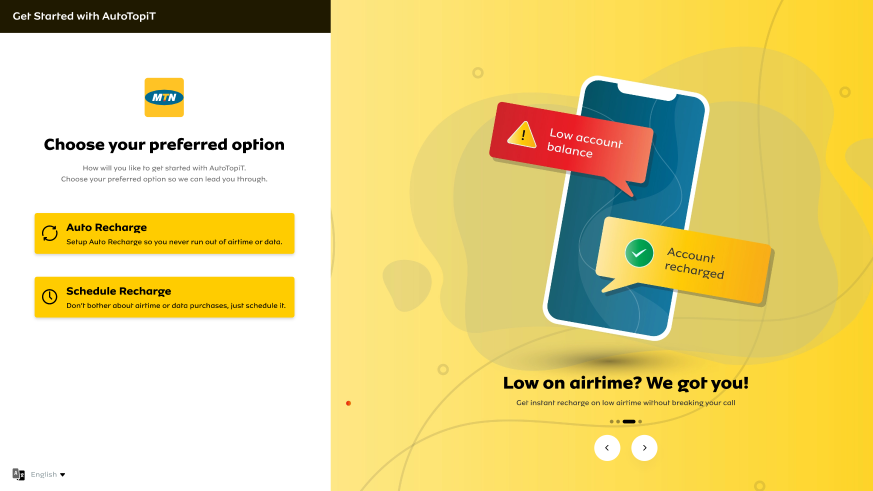 Get Started with AutoTopiT
MTN
Choose your preferred option
How will you like to get started with AutoTopiT.
Choose your preferred option so we can lead you through.
Auto Recharge
Setup Auto Recharge so you never run out of airtime or data.
Schedule Recharge
Don't bother about airtime or data purchases, just schedule it.
English
Low account
balance
Account
recharged
Low on airtime? We got you!
Get instant recharge on low airtime without breaking your call